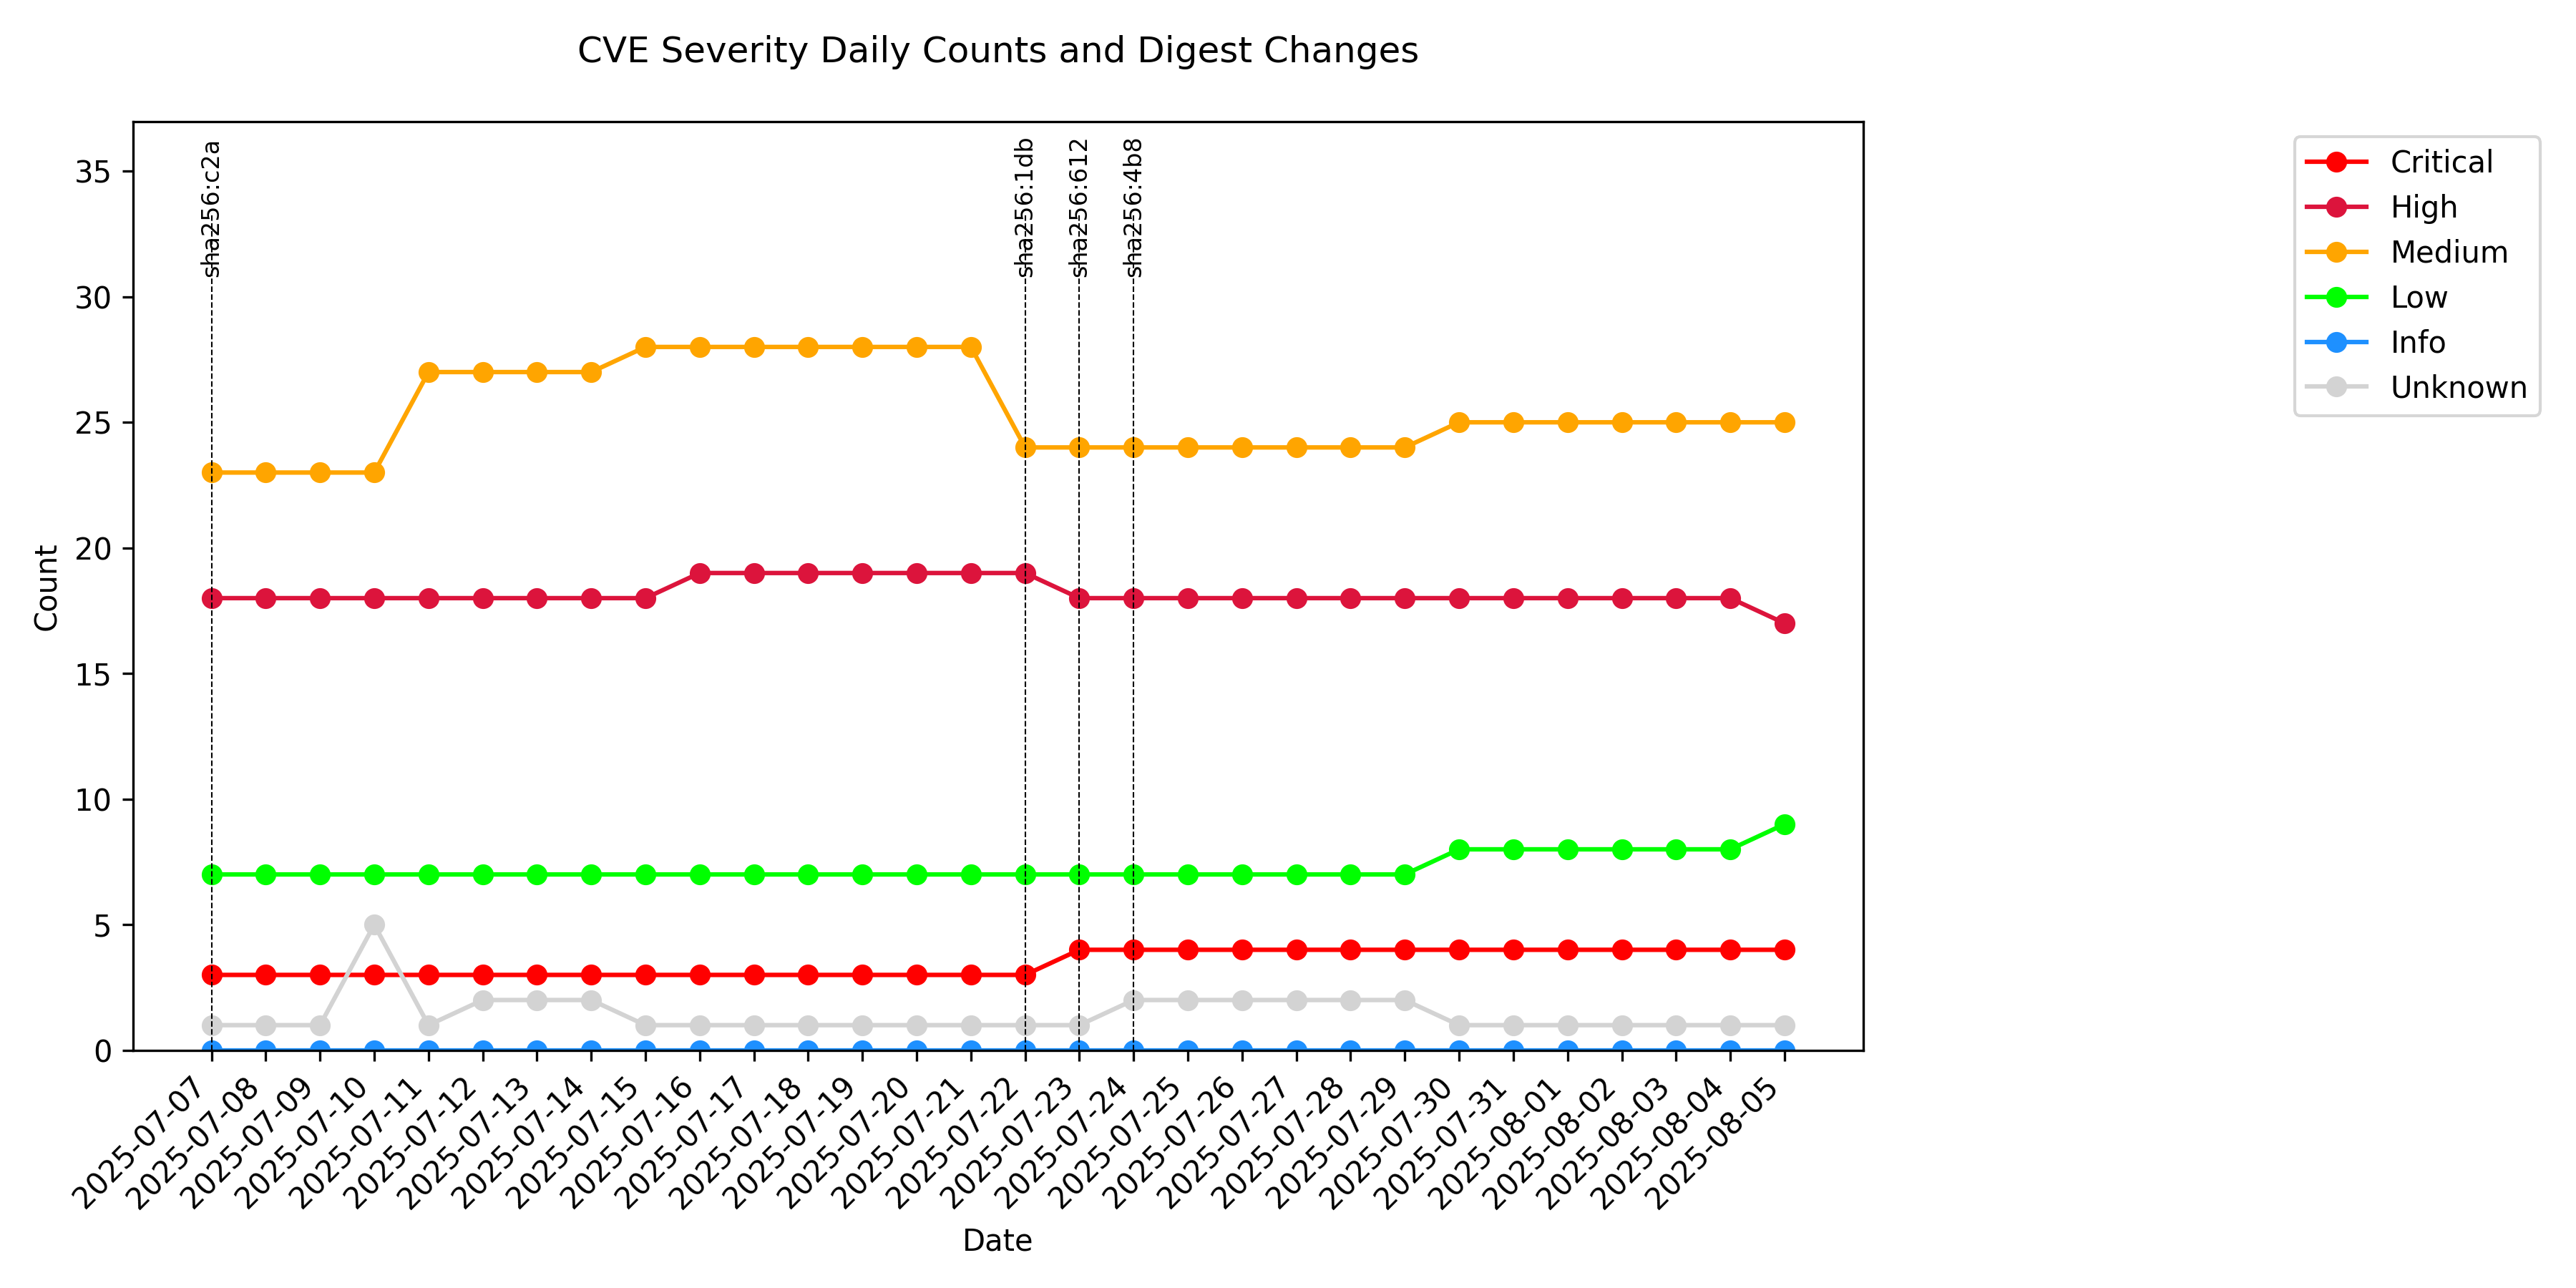 CVE Severity Daily Counts and Digest Changes
sha256:c2a
sha256:1db
sha256:612
sha256:4b8
Critical
High
Medium
Low
Info
Unknown
Count
35
30
25
20
15
10
5
0
2025-07-07
2025-07-08
2025-07-09
2025-07-10
2025-07-11
2025-07-12
2025-07-13
2025-07-14
2025-07-15
2025-07-16
2025-07-17
2025-07-18
2025-07-19
2025-07-20
2025-07-21
2025-07-22
2025-07-23
2025-07-24
2025-07-25
2025-07-26
2025-07-27
2025-07-28
2025-07-29
2025-07-30
2025-07-31
2025-08-01
2025-08-02
2025-08-03
2025-08-04
2025-08-05
Date